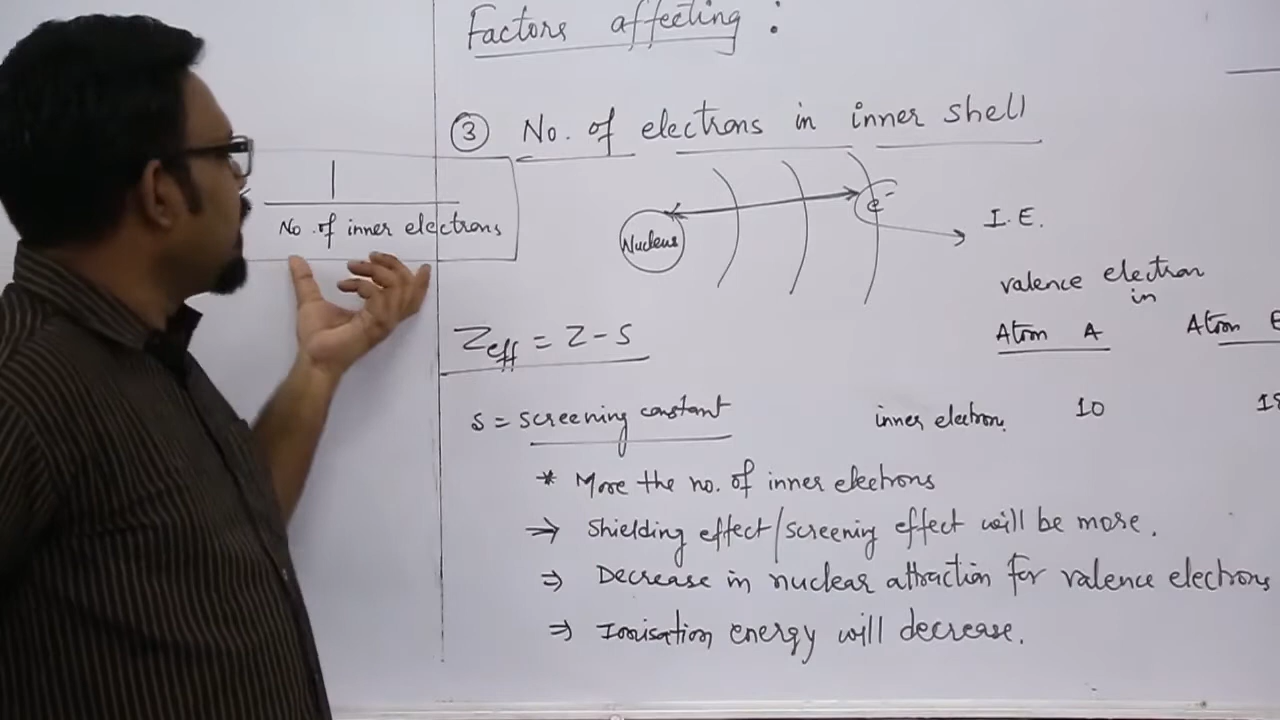 Factors affecting :
③ No. of electrons in inner shell
1
No. of inner electrons
Nucleus
e⁻
I.E.
valence electron
in
Atom A
Atom
Zeff = Z - S
S = screening constant
inner electron.
10
* More the no. of inner electrons
⇒ Shielding effect/screening effect will be more.
⇒ Decrease in nuclear attraction for valence electrons
⇒ Ionisation energy will decrease.